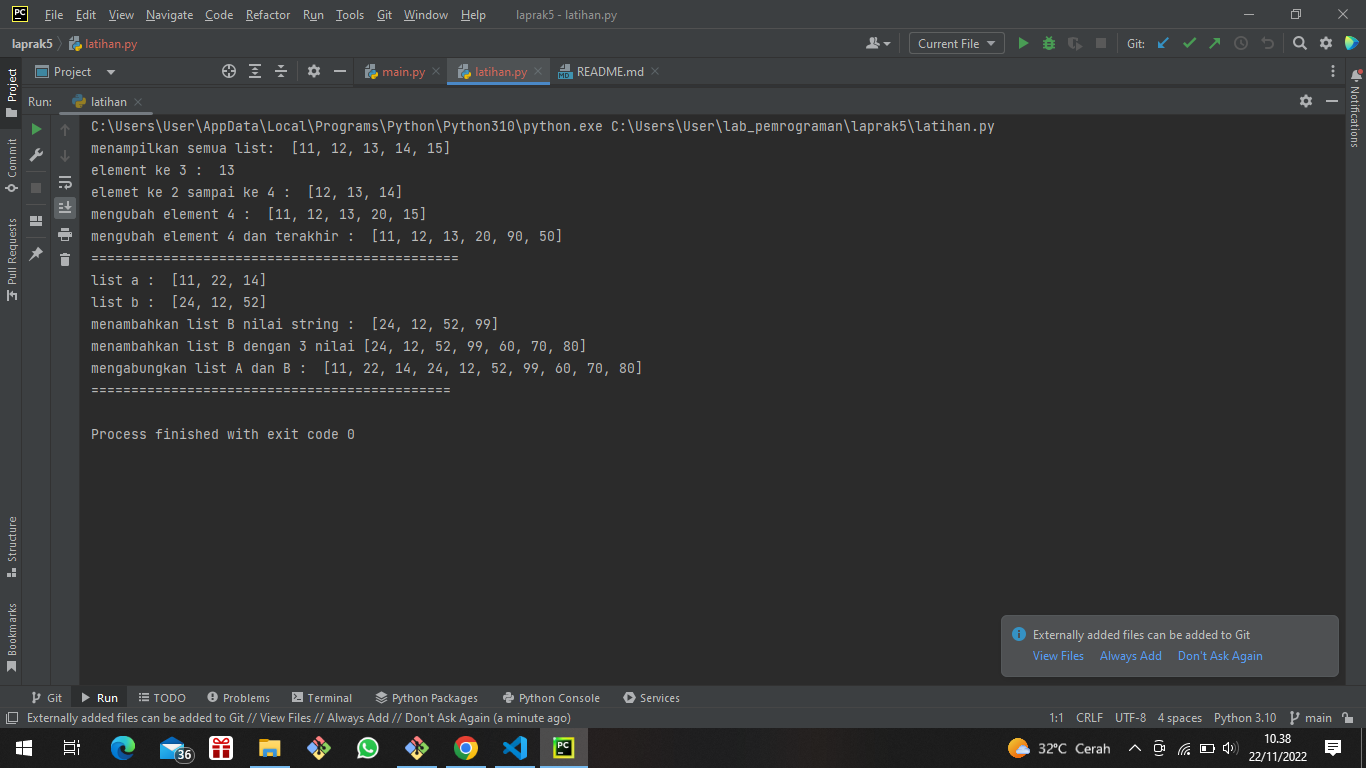 PC File Edit View Navigate Code Refactor Run Tools Git Window Help laprak5 - latihan.py
laprak5 latihan.py Current File Git:
Project main.py latihan.py MD README.md
Run: latihan
C:\Users\User\AppData\Local\Programs\Python\Python310\python.exe C:\Users\User\lab_pemrograman\laprak5\latihan.py
menampilkan semua list:  [11, 12, 13, 14, 15]
element ke 3 :  13
elemet ke 2 sampai ke 4 :  [12, 13, 14]
mengubah element 4 :  [11, 12, 13, 20, 15]
mengubah element 4 dan terakhir :  [11, 12, 13, 20, 90, 50]
==============================================
list a :  [11, 22, 14]
list b :  [24, 12, 52]
menambahkan list B nilai string :  [24, 12, 52, 99]
menambahkan list B dengan 3 nilai [24, 12, 52, 99, 60, 70, 80]
mengabungkan list A dan B :  [11, 22, 14, 24, 12, 52, 99, 60, 70, 80]
=============================================
Process finished with exit code 0
Project
Commit
Pull Requests
Structure
Bookmarks
Notifications
Externally added files can be added to Git
View Files Always Add Don't Ask Again
Git Run TODO Problems Terminal Python Packages Python Console Services
Externally added files can be added to Git // View Files // Always Add // Don't Ask Again (a minute ago) 1:1 CRLF UTF-8 4 spaces Python 3.10 main
36 PC 32°C Cerah 10.38
22/11/2022